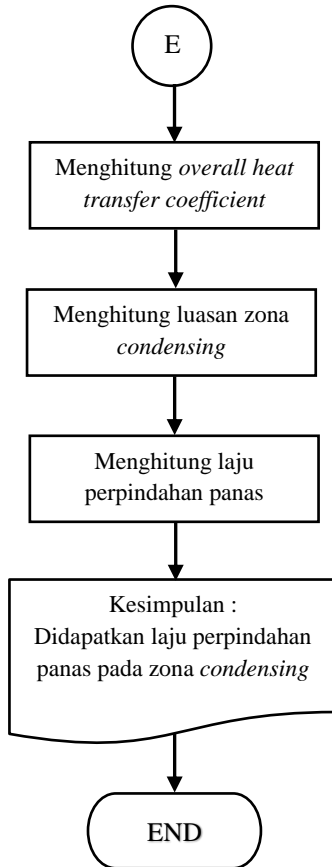 E
Menghitung overall heat
transfer coefficient
Menghitung luasan zona
condensing
Menghitung laju
perpindahan panas
Kesimpulan :
Didapatkan laju perpindahan
panas pada zona condensing
END